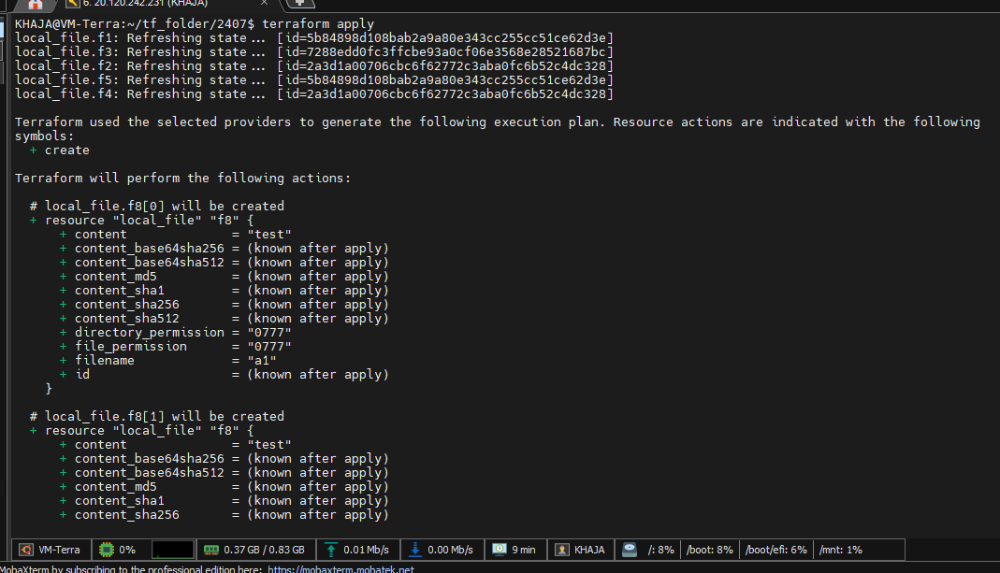 6. 20.120.242.231 (KHAJA)
KHAJA@VM-Terra:~/tf_folder/2407$ terraform apply
local_file.f1: Refreshing state... [id=5b84898d108bab2a9a80e343cc255cc51ce62d3e]
local_file.f3: Refreshing state... [id=7288edd0fc3ffcbe93a0cf06e3568e28521687bc]
local_file.f2: Refreshing state... [id=2a3d1a00706cbc6f62772c3aba0fc6b52c4dc328]
local_file.f5: Refreshing state... [id=5b84898d108bab2a9a80e343cc255cc51ce62d3e]
local_file.f4: Refreshing state... [id=2a3d1a00706cbc6f62772c3aba0fc6b52c4dc328]
Terraform used the selected providers to generate the following execution plan. Resource actions are indicated with the following
symbols:
+ create
Terraform will perform the following actions:
# local_file.f8[0] will be created
+ resource "local_file" "f8" {
+ content = "test"
+ content_base64sha256 = (known after apply)
+ content_base64sha512 = (known after apply)
+ content_md5 = (known after apply)
+ content_sha1 = (known after apply)
+ content_sha256 = (known after apply)
+ content_sha512 = (known after apply)
+ directory_permission = "0777"
+ file_permission = "0777"
+ filename = "a1"
+ id = (known after apply)
}
# local_file.f8[1] will be created
+ resource "local_file" "f8" {
+ content = "test"
+ content_base64sha256 = (known after apply)
+ content_base64sha512 = (known after apply)
+ content_md5 = (known after apply)
+ content_sha1 = (known after apply)
+ content_sha256 = (known after apply)
VM-Terra 0% 0.37 GB / 0.83 GB 0.01 Mb/s 0.00 Mb/s 9 min KHAJA /: 8% /boot: 8% /boot/efi: 6% /mnt: 1%
MobaXterm by subscribing to the professional edition here: https://mobaxterm.mobatek.net